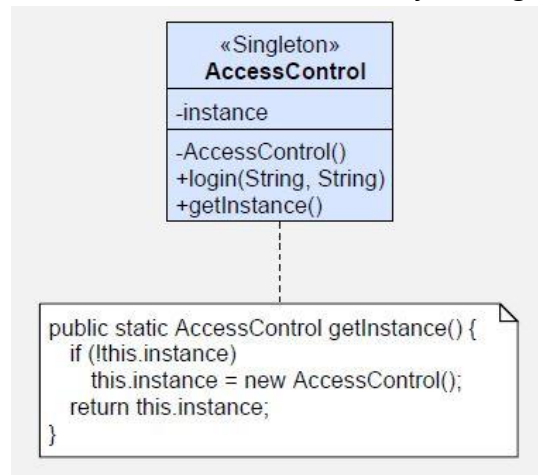 «Singleton»
AccessControl
-instance
-AccessControl()
+login(String, String)
+getInstance()
public static AccessControl getInstance() {
if (!this.instance)
this.instance = new AccessControl();
return this.instance;
}